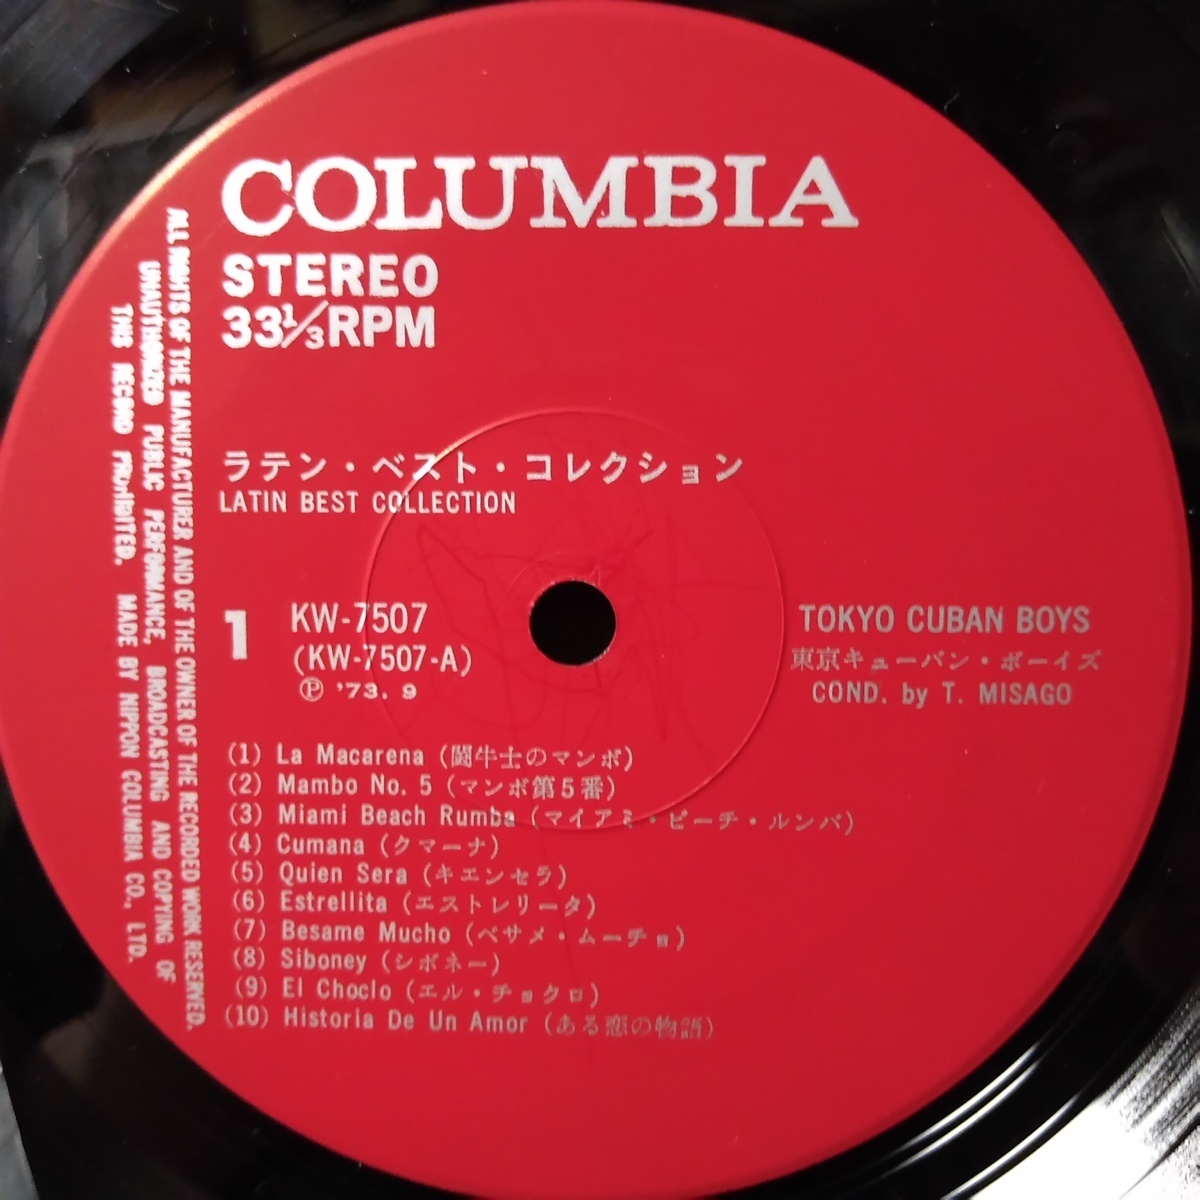 COLUMBIA
STEREO
33 1/3 RPM
ラテン・ベスト・コレクション
LATIN BEST COLLECTION
1
KW-7507
(KW-7507-A)
Ⓟ '73. 9
TOKYO CUBAN BOYS
東京キューバン・ボーイズ
COND. by T. MISAGO
(1) La Macarena (闘牛士のマンボ)
(2) Mambo No. 5 (マンボ第5番)
(3) Miami Beach Rumba (マイアミ・ビーチ・ルンバ)
(4) Cumana (クマーナ)
(5) Quien Sera (キエンセラ)
(6) Estrellita (エストレリータ)
(7) Besame Mucho (ベサメ・ムーチョ)
(8) Siboney (シボネー)
(9) El Choclo (エル・チョクロ)
(10) Historia De Un Amor (ある恋の物語)
ALL RIGHTS OF THE MANUFACTURER AND OF THE OWNER OF THE RECORDED WORK RESERVED.
UNAUTHORIZED PUBLIC PERFORMANCE, BROADCASTING AND COPYING OF
THIS RECORD PROHIBITED. MADE BY NIPPON COLUMBIA CO., LTD.